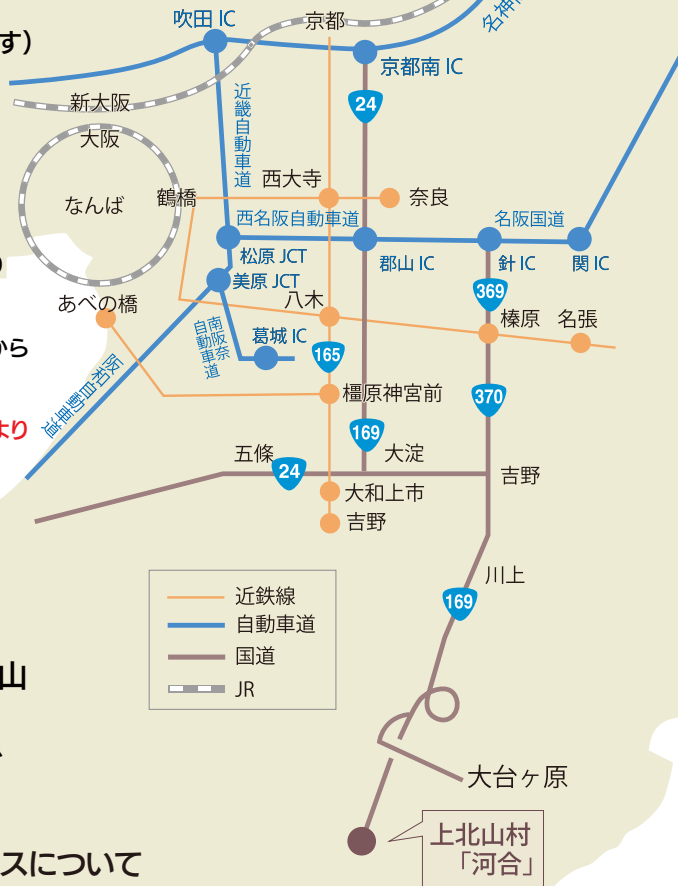 吹田 IC
京都
名神
す）
京都南 IC
新大阪
24
大阪
近畿自動車道
西大寺
奈良
鶴橋
なんば
西名阪自動車道
名阪国道
松原 JCT
郡山 IC
針 IC
関 IC
）
美原 JCT
369
あべの橋
八木
榛原
名張
南阪奈
自動車道
葛城 IC
165
から
阪和自動車道
橿原神宮前
370
より
169
五條
24
大淀
吉野
大和上市
吉野
川上
近鉄線
169
自動車道
国道
JR
山
大台ヶ原
上北山村
「河合」
スについて